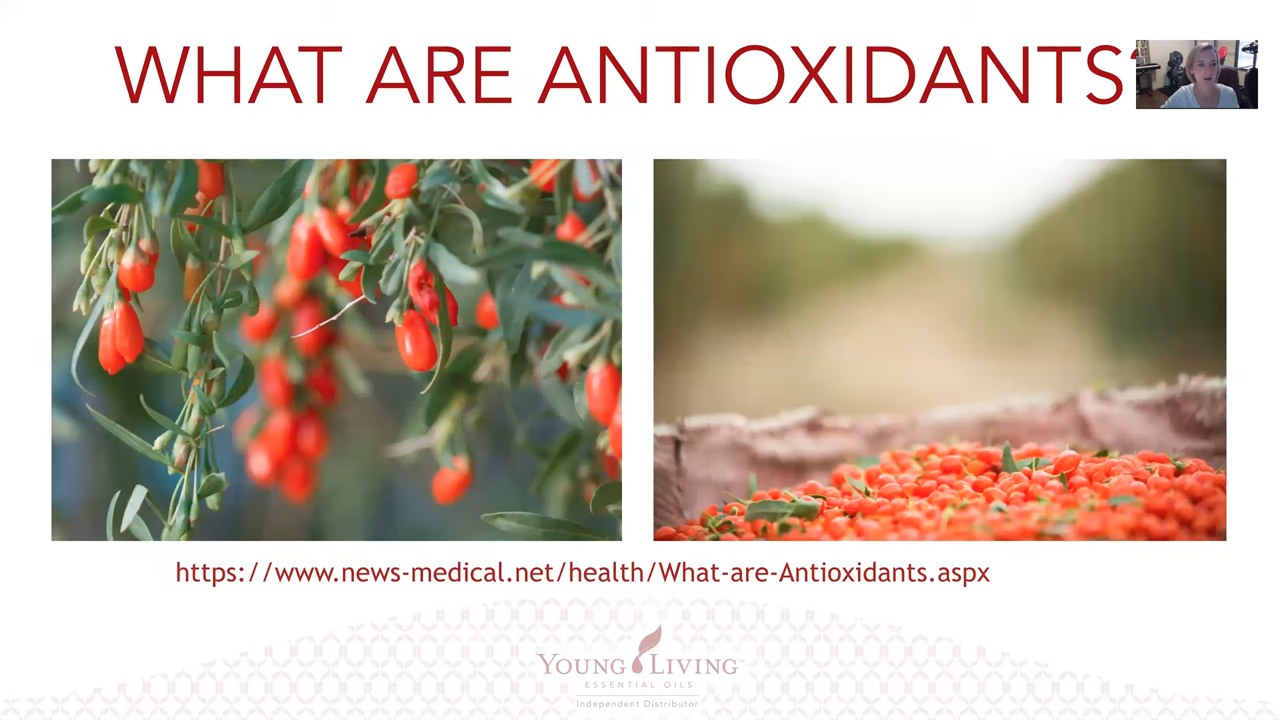 WHAT ARE ANTIOXIDANTS?
https://www.news-medical.net/health/What-are-Antioxidants.aspx
YOUNG LIVING
ESSENTIAL OILS
Independent Distributor